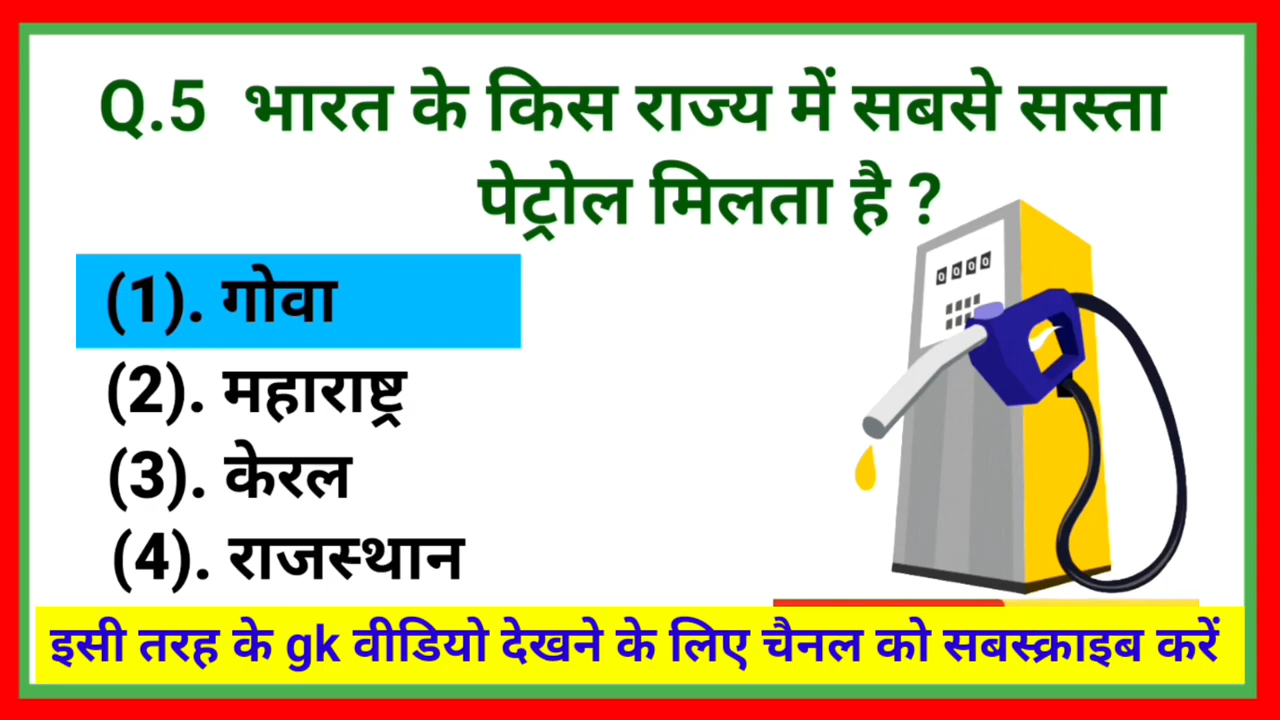 Q.5 भारत के किस राज्य में सबसे सस्ता
पेट्रोल मिलता है ?
0000
(1). गोवा
(2). महाराष्ट्र
(3). केरल
(4). राजस्थान
इसी तरह के gk वीडियो देखने के लिए चैनल को सबस्क्राइब करें